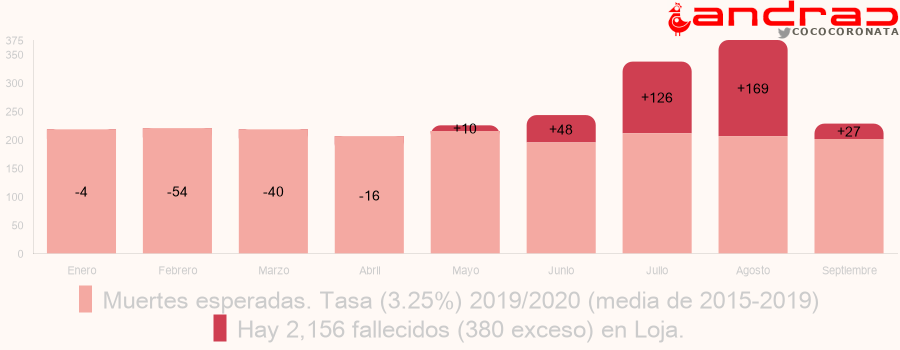 andrac
COCOCORONATA
375
350
300
250
200
150
100
50
0
-4
-54
-40
-16
+10
+48
+126
+169
+27
Enero
Febrero
Marzo
Abril
Mayo
Junio
Julio
Agosto
Septiembre
Muertes esperadas. Tasa (3.25%) 2019/2020 (media de 2015-2019)
Hay 2,156 fallecidos (380 exceso) en Loja.